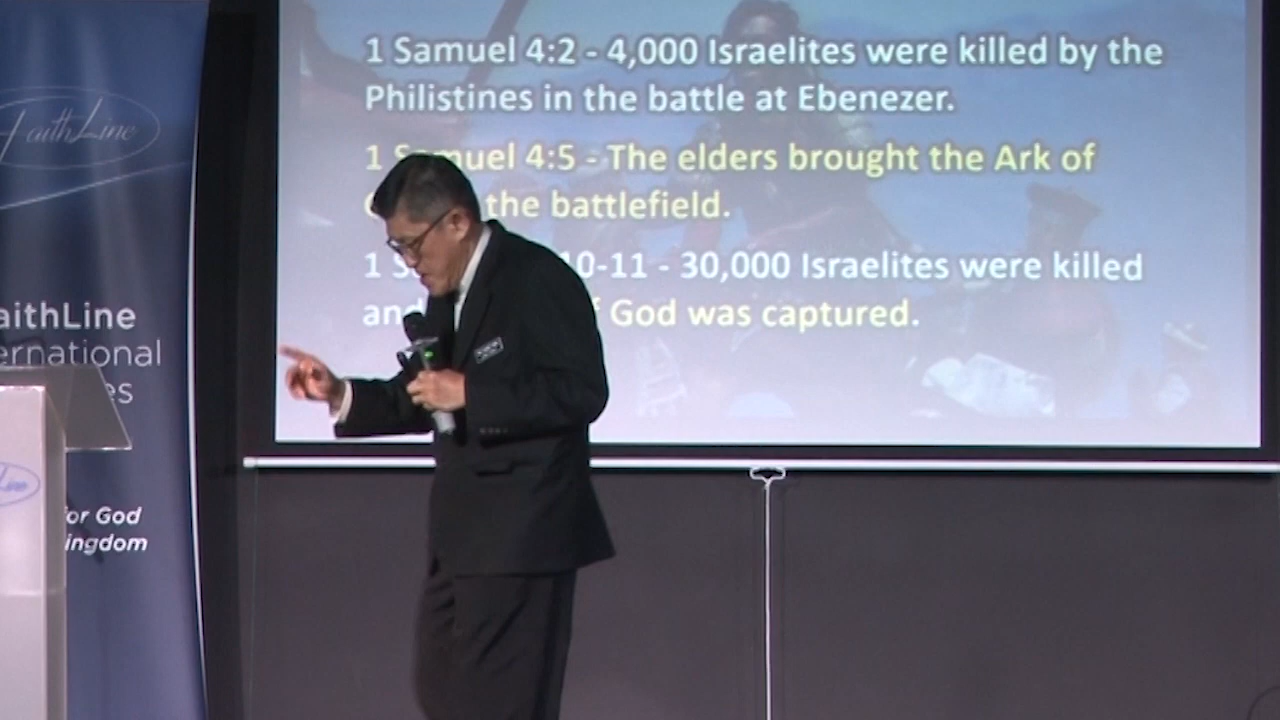 1 Samuel 4:2 - 4,000 Israelites were killed by the
Philistines in the battle at Ebenezer.
1 Samuel 4:5 - The elders brought the Ark of
the battlefield.
10-11 - 30,000 Israelites were killed
God was captured.
FaithLine
aithLine
ernational
es
or God
ingdom